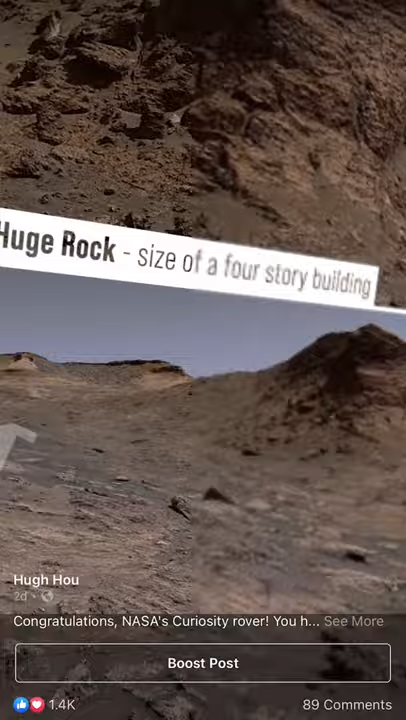 Huge Rock - size of a four story building
Hugh Hou
2d ·
Congratulations, NASA's Curiosity rover! You h... See More
Boost Post
1.4K 89 Comments